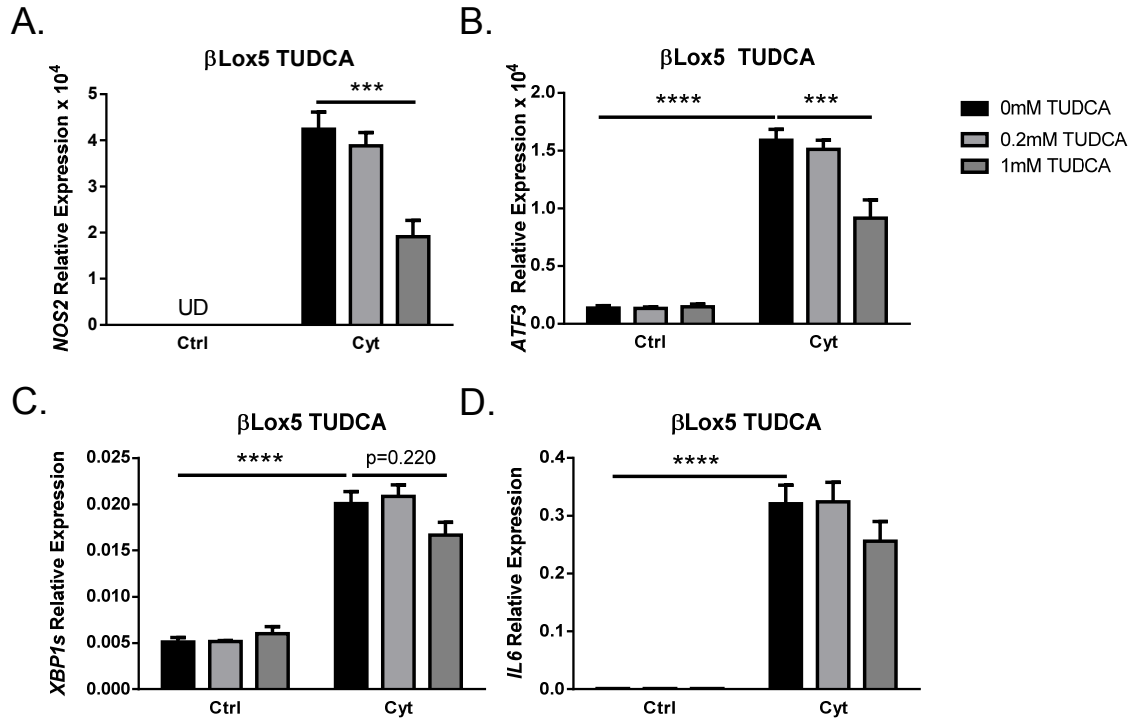 A.
βLox5 TUDCA
NOS2 Relative Expression x 10⁴
5
4
3
2
1
0
***
UD
Ctrl
Cyt
B.
βLox5 TUDCA
ATF3 Relative Expression x 10⁴
2.0
1.5
1.0
0.5
0.0
****
***
Ctrl
Cyt
0mM TUDCA
0.2mM TUDCA
1mM TUDCA
C.
βLox5 TUDCA
XBP1s Relative Expression
0.025
0.020
0.015
0.010
0.005
0.000
****
p=0.220
Ctrl
Cyt
D.
βLox5 TUDCA
IL6 Relative Expression
0.4
0.3
0.2
0.1
0.0
****
Ctrl
Cyt